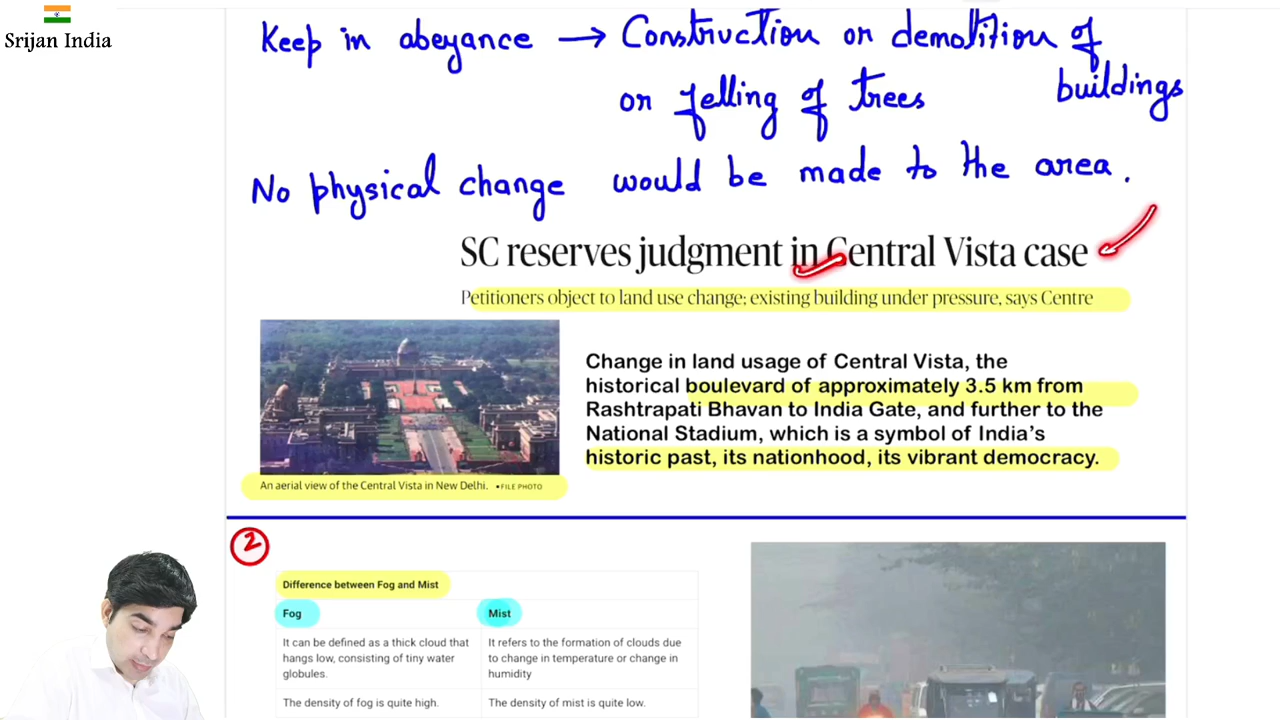 Srijan India
Keep in abeyance → Construction or demolition of
buildings
or felling of trees
No physical change would be made to the area.
SC reserves judgment in Central Vista case
Petitioners object to land use change; existing building under pressure, says Centre
Change in land usage of Central Vista, the
historical boulevard of approximately 3.5 km from
Rashtrapati Bhavan to India Gate, and further to the
National Stadium, which is a symbol of India's
historic past, its nationhood, its vibrant democracy.
An aerial view of the Central Vista in New Delhi. •FILE PHOTO
2
Difference between Fog and Mist
Fog
Mist
It can be defined as a thick cloud that
hangs low, consisting of tiny water
globules.
It refers to the formation of clouds due
to change in temperature or change in
humidity
The density of fog is quite high.
The density of mist is quite low.